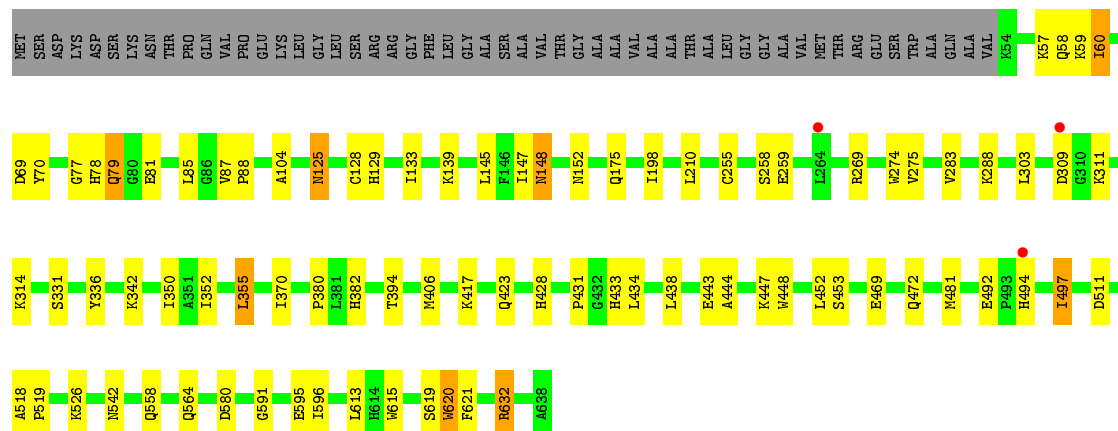 MET SER ASP LYS ASP SER LYS ASN THR PRO GLN VAL PRO GLU LYS LEU GLY LEU SER ARG ARG GLY PHE LEU GLY ALA SER ALA VAL THR GLY ALA ALA VAL ALA ALA THR ALA LEU GLY GLY ALA VAL MET THR ARG GLU SER TRP ALA GLN ALA VAL K54 K57 Q58 K59 I60
D69 Y70 G77 H78 Q79 G80 E81 L85 G86 V87 P88 A104 N125 C128 H129 I133 K139 L145 F146 I147 N148 N152 Q175 I198 L210 C255 S258 E259 L264 R269 W274 V275 V283 K288 L303 D309 G310 K311
K314 S331 Y336 K342 I350 A351 I352 L355 I370 P380 L381 H382 T394 M406 K417 Q423 H428 P431 G432 H433 L434 L438 E443 A444 K447 W448 L452 S453 E469 Q472 M481 E492 P493 H494 I497 D511
A518 P519 K526 N542 Q558 Q564 D580 G591 E595 I596 L613 H614 W615 S619 W620 F621 R632 A638